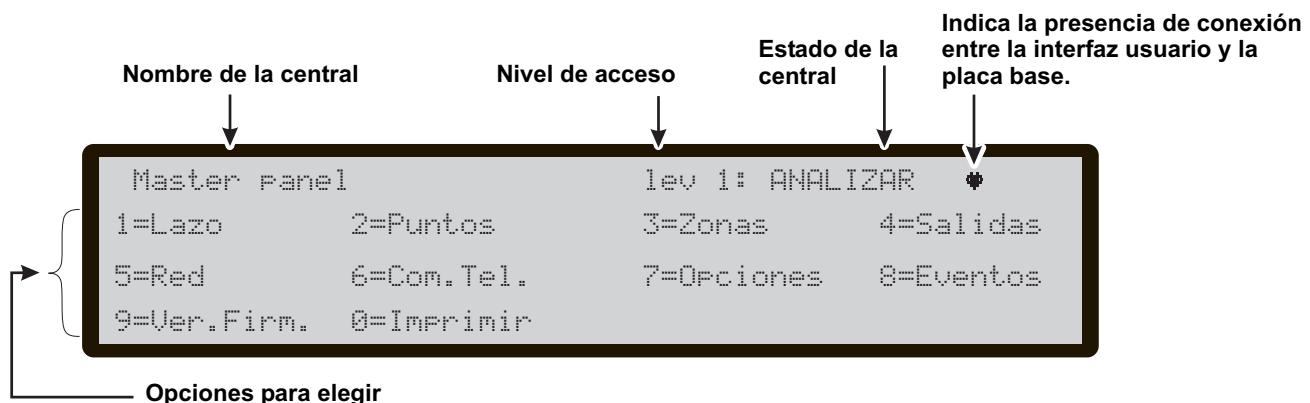 Indica la presencia de conexión
entre la interfaz usuario y la
placa base.
Estado de la
central
Nombre de la central
Nivel de acceso
Master panel lev 1: ANALIZAR
1=Lazo 2=Puntos 3=Zonas 4=Salidas
5=Red 6=Com.Tel. 7=Opciones 8=Eventos
9=Ver.Firm. 0=Imprimir
Opciones para elegir